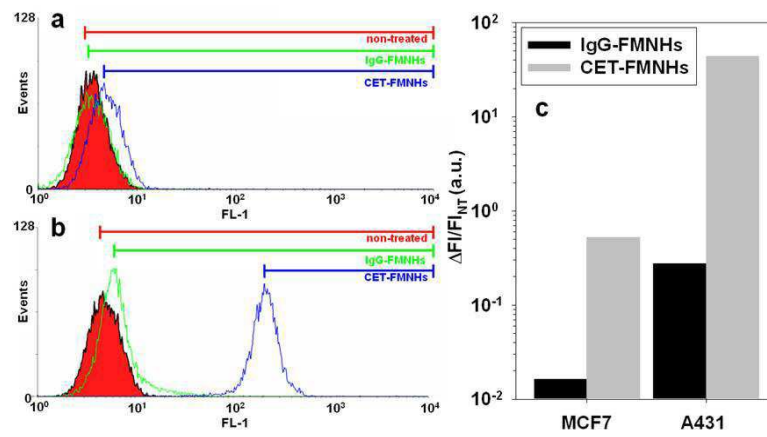 a
128
Events
0
non-treated
IgG-FMNHs
CET-FMNHs
10⁰ 10¹ 10² 10³ 10⁴
FL-1
b
128
Events
0
non-treated
IgG-FMNHs
CET-FMNHs
10⁰ 10¹ 10² 10³ 10⁴
FL-1
c
IgG-FMNHs
CET-FMNHs
ΔFI/FI_NT (a.u.)
10²
10¹
10⁰
10⁻¹
10⁻²
MCF7 A431